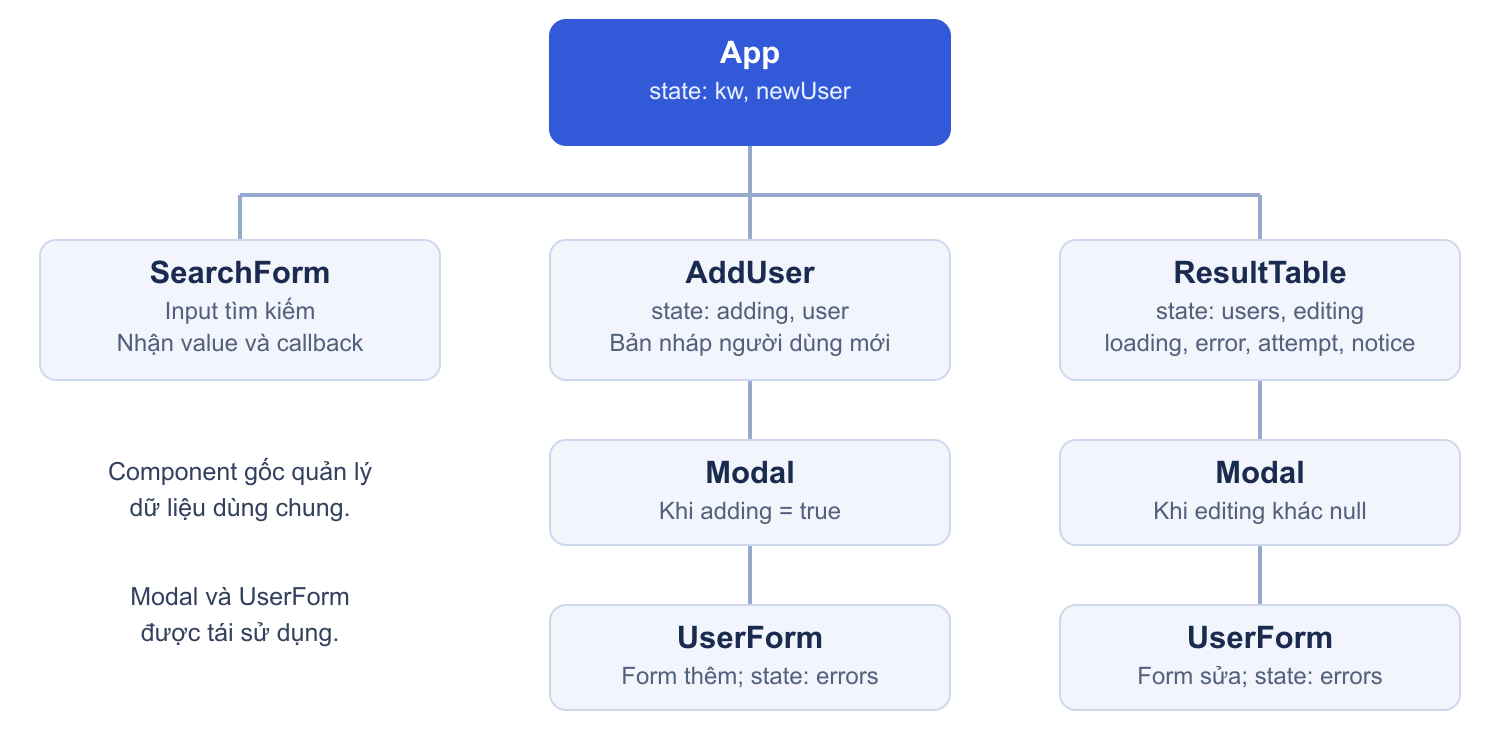 App
state: kw, newUser
SearchForm
Input tìm kiếm
Nhận value và callback
AddUser
state: adding, user
Bản nháp người dùng mới
ResultTable
state: users, editing
loading, error, attempt, notice
Component gốc quản lý
dữ liệu dùng chung.
Modal và UserForm
được tái sử dụng.
Modal
Khi adding = true
Modal
Khi editing khác null
UserForm
Form thêm; state: errors
UserForm
Form sửa; state: errors